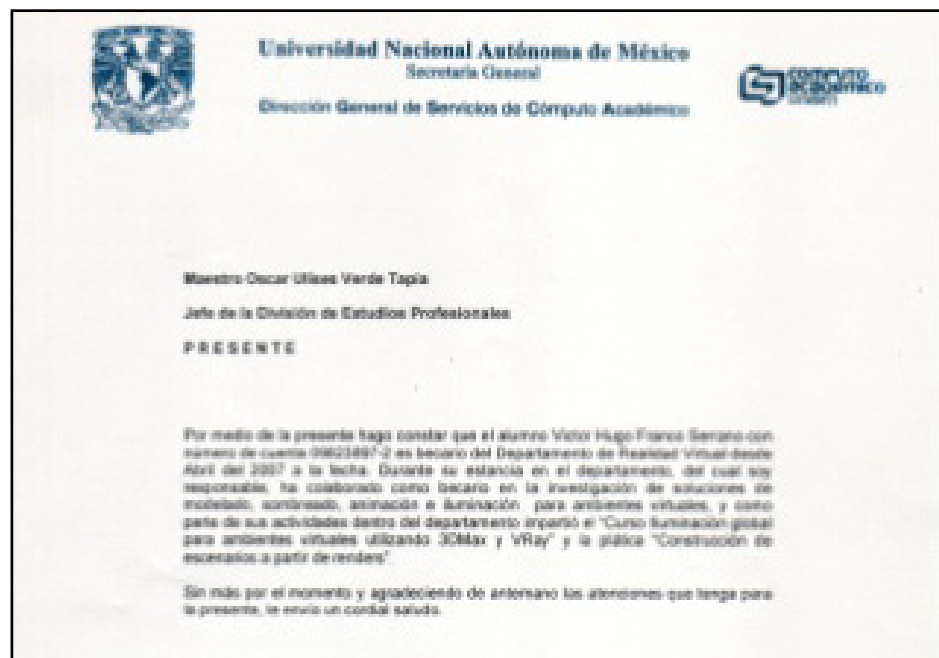 Universidad Nacional Autónoma de México
Secretaría General
Dirección General de Servicios de Cómputo Académico
CÓMPUTO
ACADÉMICO
Maestro Oscar Ulises Verde Tapia
Jefe de la División de Estudios Profesionales
P R E S E N T E
Por medio de la presente hago constar que el alumno Victor Hugo Franco Serrano con
número de cuenta es becario del Departamento de Realidad Virtual desde
Abril del 2007 a la fecha. Durante su estancia en el departamento, del cual soy
responsable, ha colaborado como becario en la investigación de soluciones de
modelado, sombreado, animación e iluminación para ambientes virtuales, y como
parte de sus actividades dentro del departamento impartió el "Curso Iluminación global
para ambientes virtuales utilizando 3DMax y VRay" y la plática "Construcción de
escenarios a partir de renders".
Sin más por el momento y agradeciendo de antemano las atenciones que tenga para
la presente, le envío un cordial saludo.